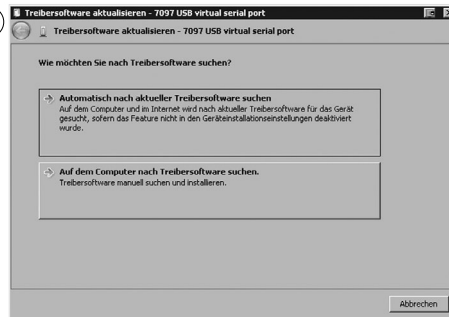 Treibersoftware aktualisieren - 7097 USB virtual serial port
Treibersoftware aktualisieren - 7097 USB virtual serial port
Wie möchten Sie nach Treibersoftware suchen?
Automatisch nach aktueller Treibersoftware suchen
Auf dem Computer und im Internet wird nach aktueller Treibersoftware für das Gerät
gesucht, sofern das Feature nicht in den Geräteinstallationseinstellungen deaktiviert
wurde.
Auf dem Computer nach Treibersoftware suchen.
Treibersoftware manuell suchen und installieren.
Abbrechen